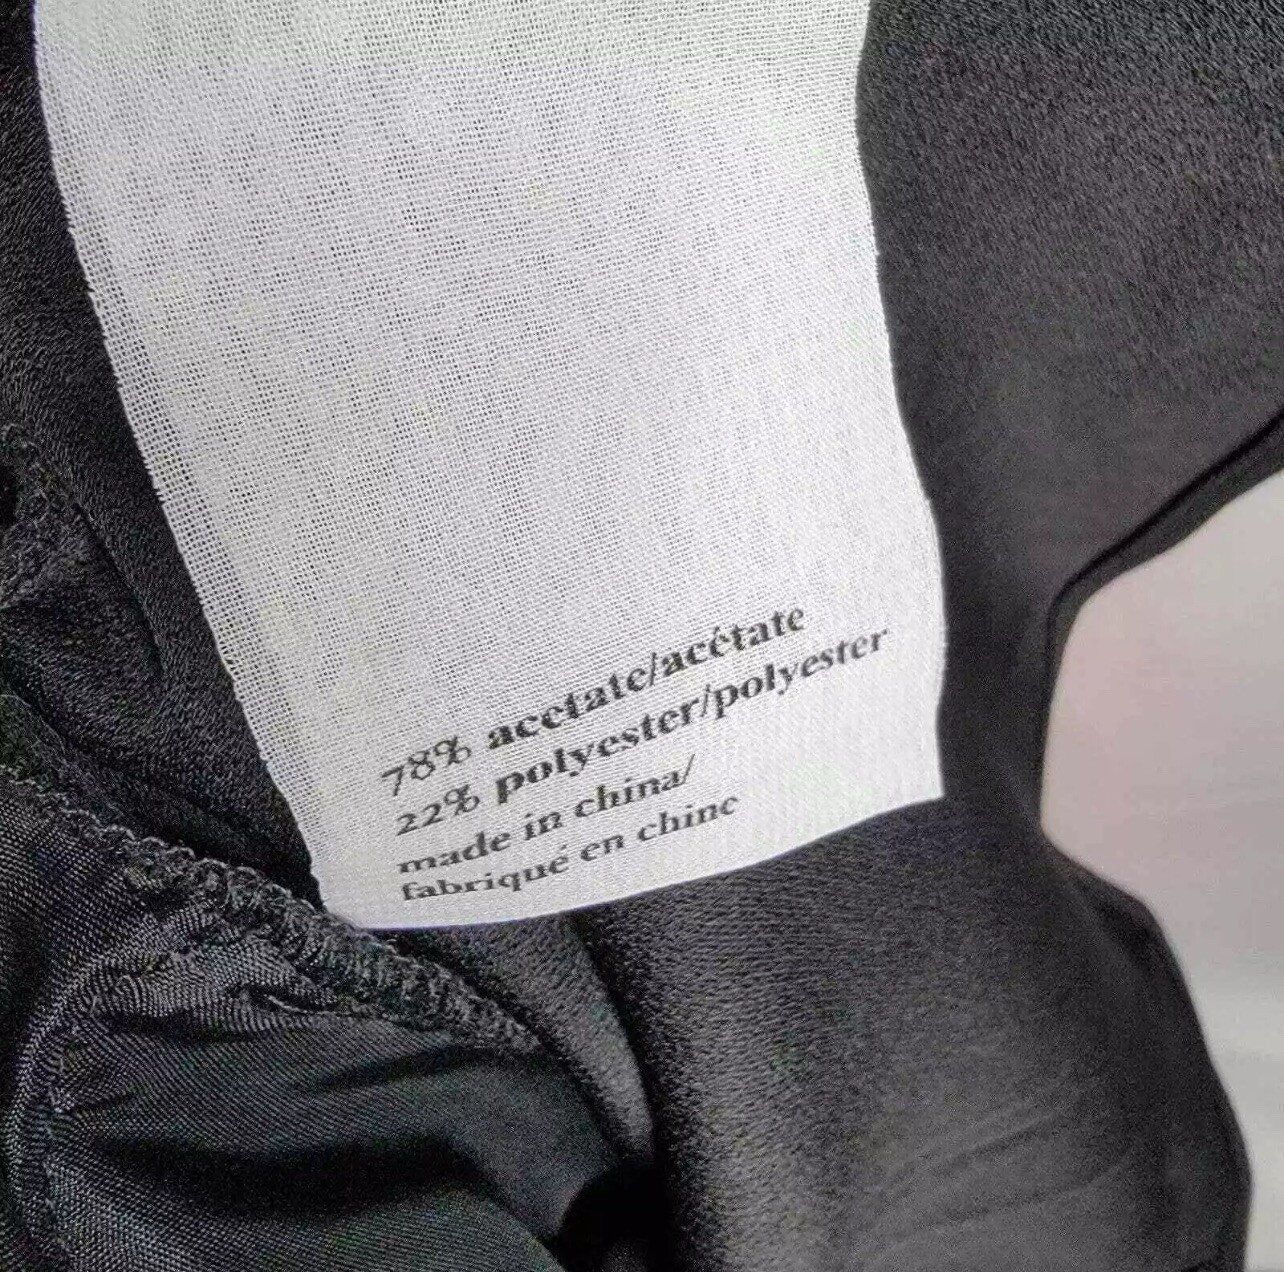 78% acetate/acétate
22% polyester/polyester
made in china/
fabriqué en chine